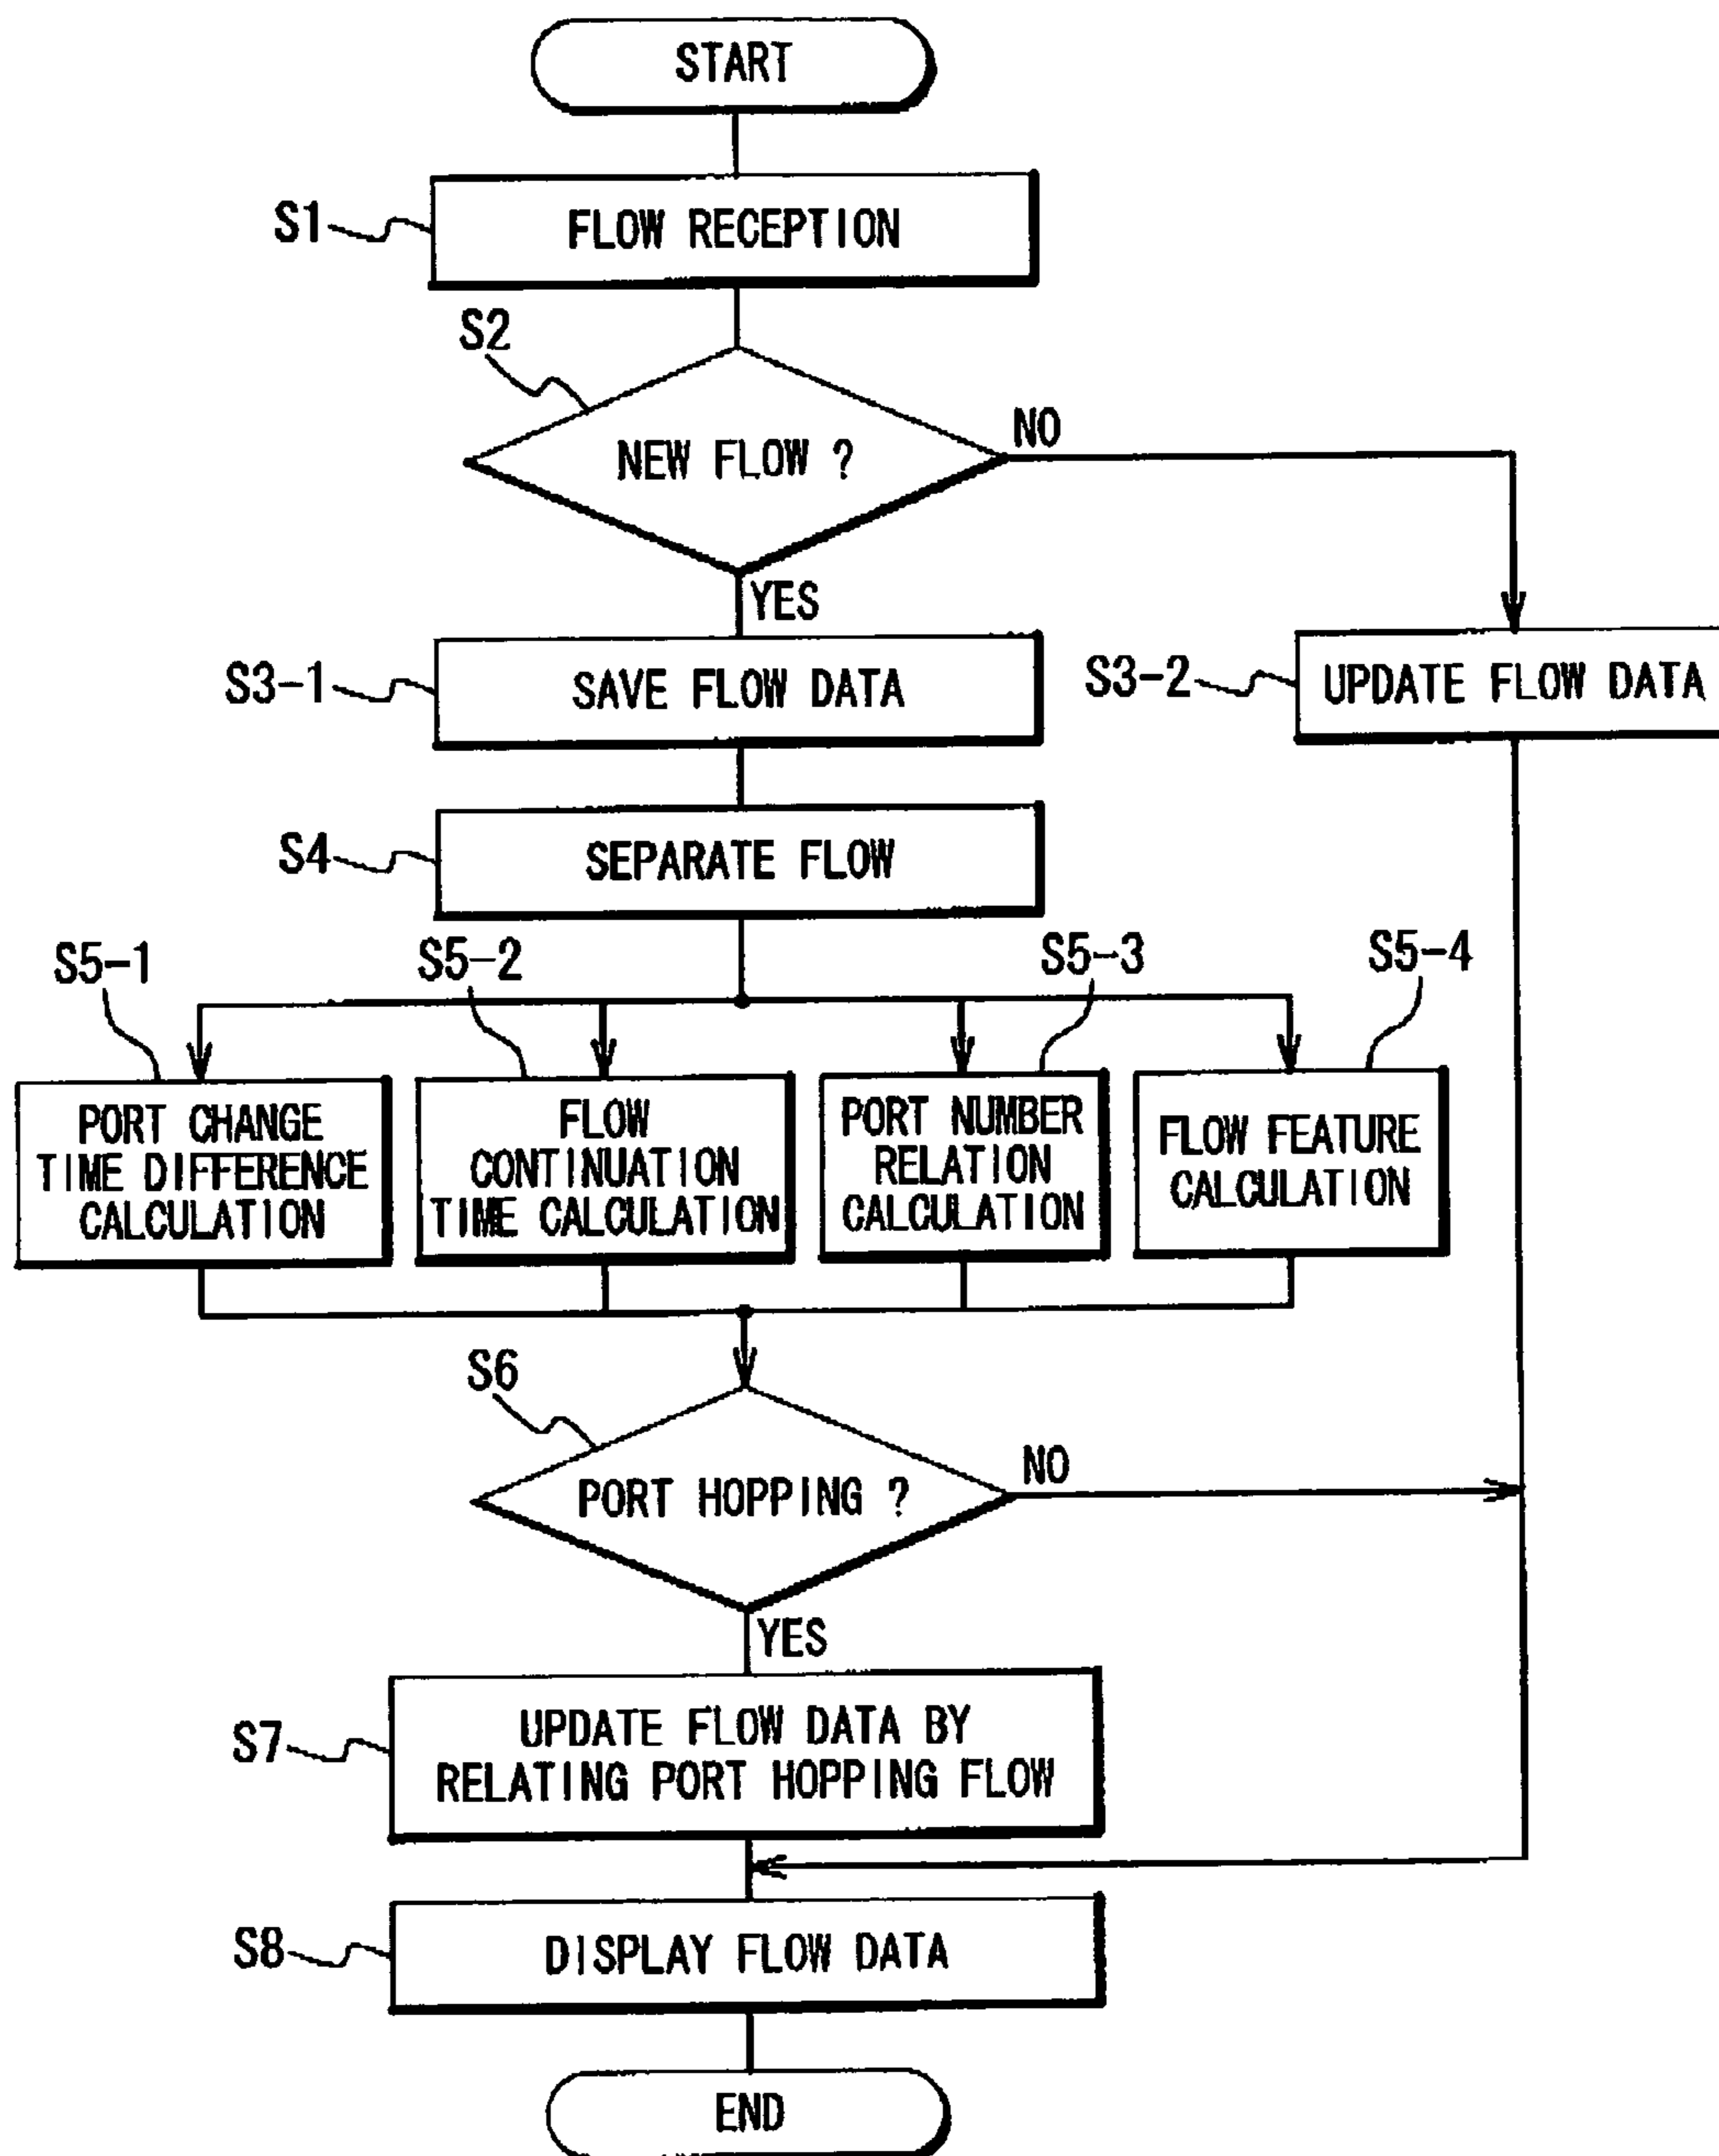 START
S1
FLOW RECEPTION
S2
NEW FLOW ?
NO
YES
S3-1
SAVE FLOW DATA
S3-2
UPDATE FLOW DATA
S4
SEPARATE FLOW
S5-1
S5-2
S5-3
S5-4
PORT CHANGE
TIME DIFFERENCE
CALCULATION
FLOW
CONTINUATION
TIME CALCULATION
PORT NUMBER
RELATION
CALCULATION
FLOW FEATURE
CALCULATION
S6
PORT HOPPING ?
NO
YES
S7
UPDATE FLOW DATA BY
RELATING PORT HOPPING FLOW
S8
DISPLAY FLOW DATA
END